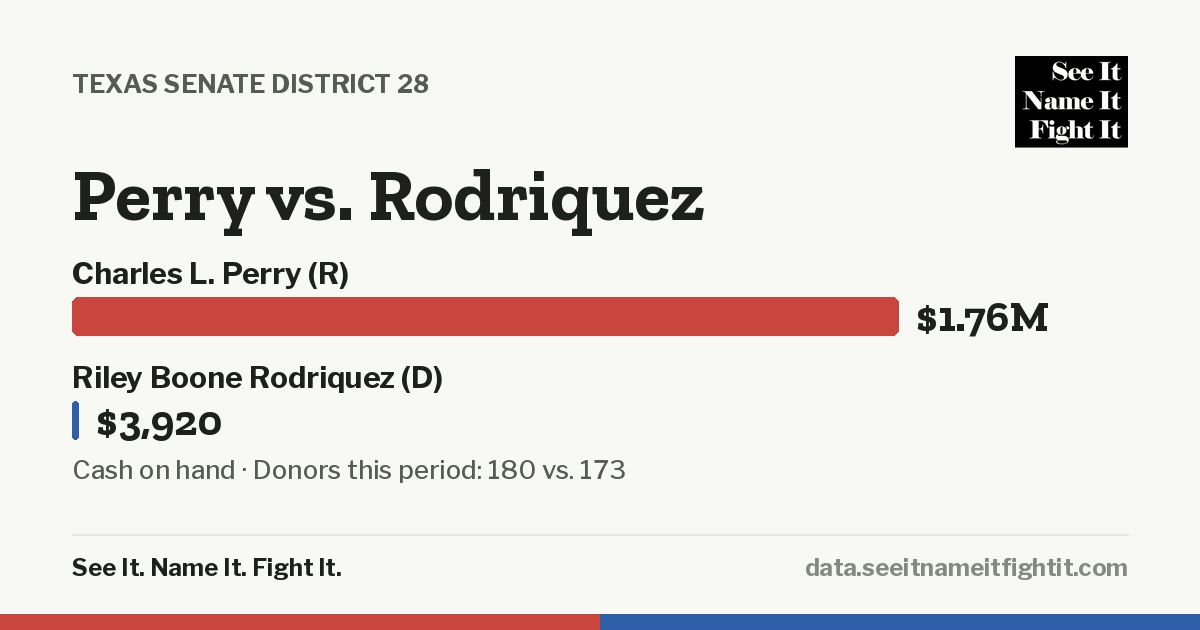 TEXAS SENATE DISTRICT 28
See It
Name It
Fight It
Perry vs. Rodriquez
Charles L. Perry (R)
$1.76M
Riley Boone Rodriquez (D)
$3,920
Cash on hand · Donors this period: 180 vs. 173
See It. Name It. Fight It.
data.seeitnameitfightit.com